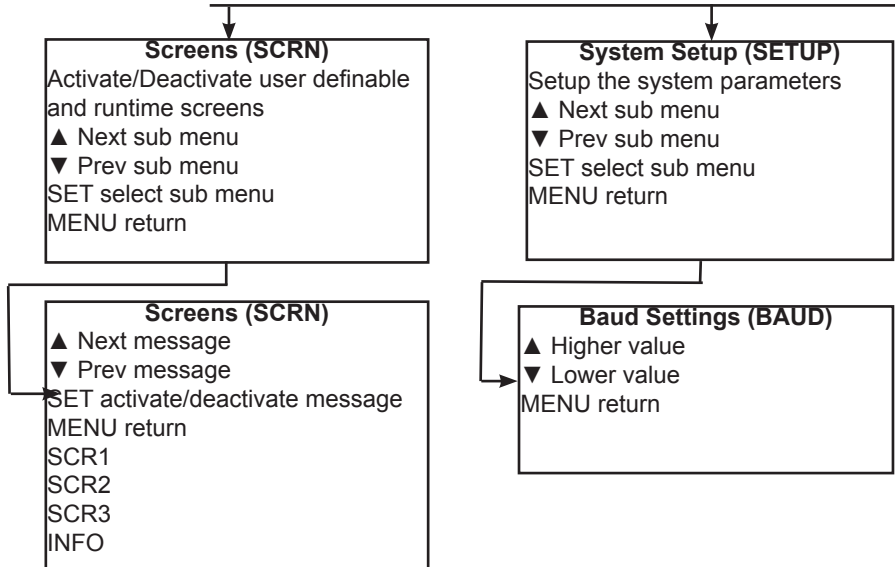 Screens (SCRN)
Activate/Deactivate user definable
and runtime screens
▲ Next sub menu
▼ Prev sub menu
SET select sub menu
MENU return
System Setup (SETUP)
Setup the system parameters
▲ Next sub menu
▼ Prev sub menu
SET select sub menu
MENU return
Screens (SCRN)
▲ Next message
▼ Prev message
SET activate/deactivate message
MENU return
SCR1
SCR2
SCR3
INFO
Baud Settings (BAUD)
▲ Higher value
▼ Lower value
MENU return